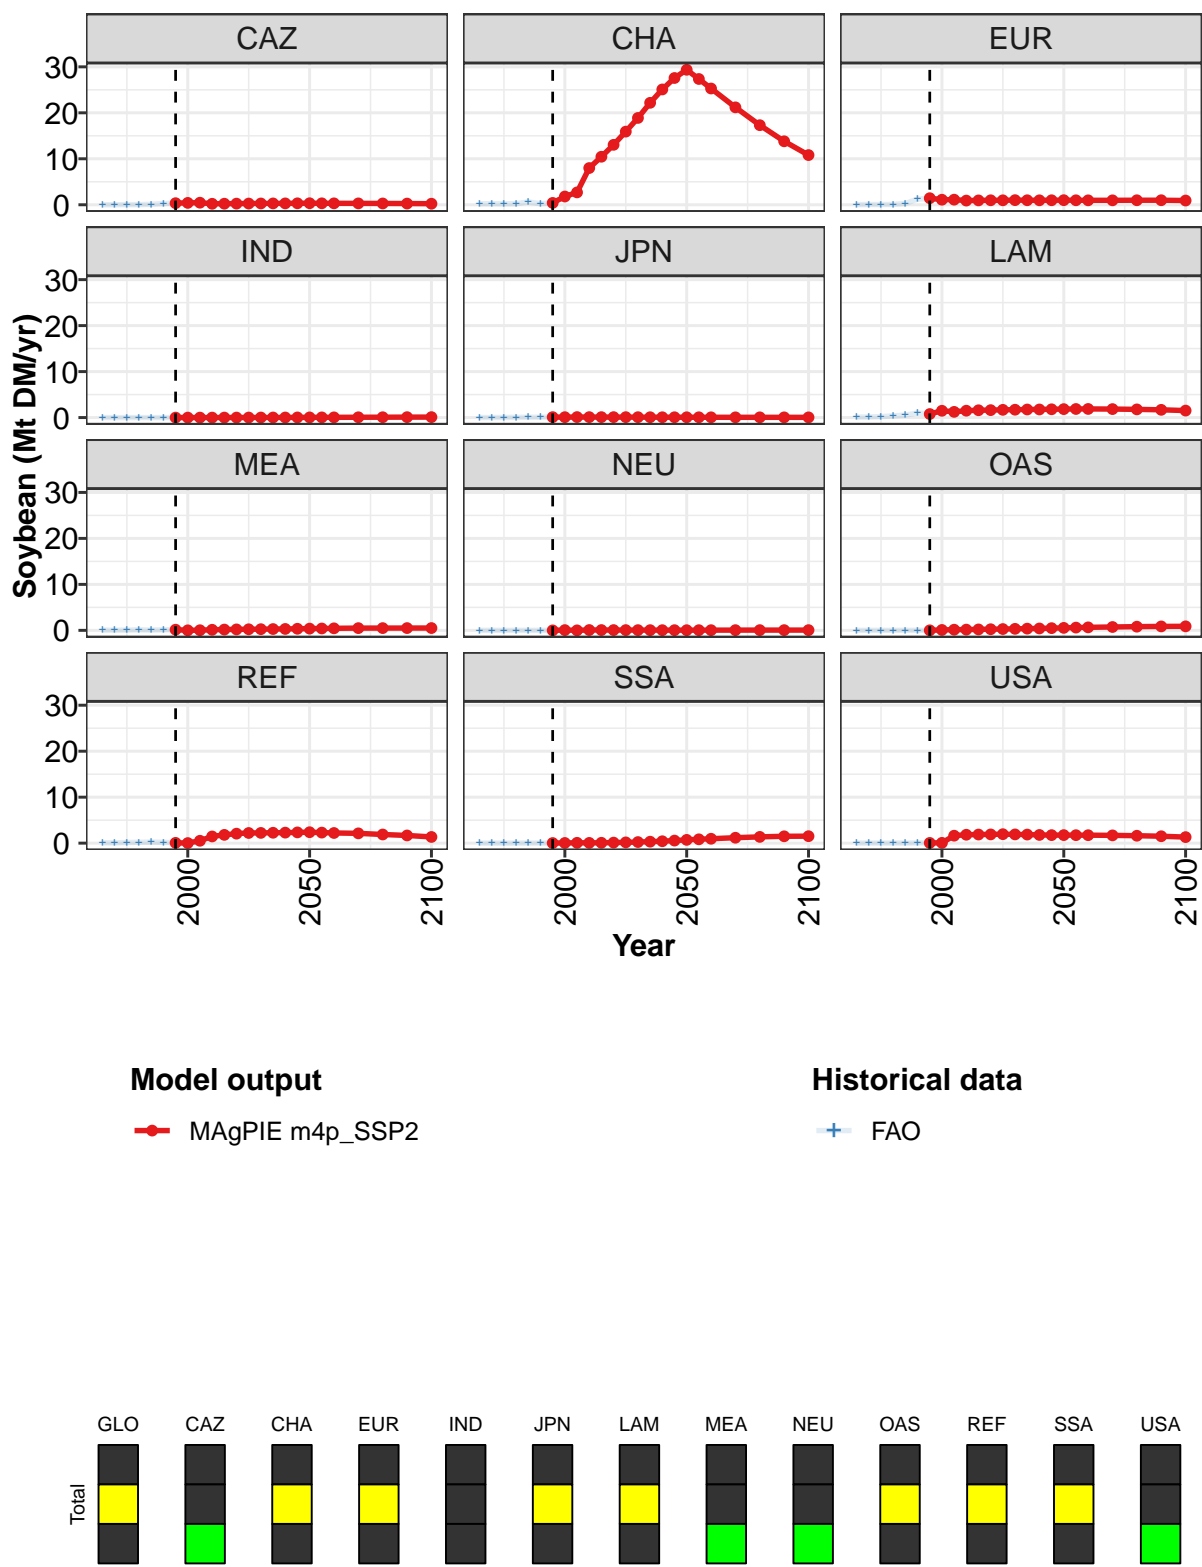 CAZ CHA EUR
30
20
10
0
IND JPN LAM
30
20
10
0
MEA NEU OAS
30
20
10
0
REF SSA USA
30
20
10
0
Soybean (Mt DM/yr)
2000 2050 2100 2000 2050 2100 2000 2050 2100
Year
Model output Historical data
MAgPIE m4p_SSP2 FAO
GLO CAZ CHA EUR IND JPN LAM MEA NEU OAS REF SSA USA
Total